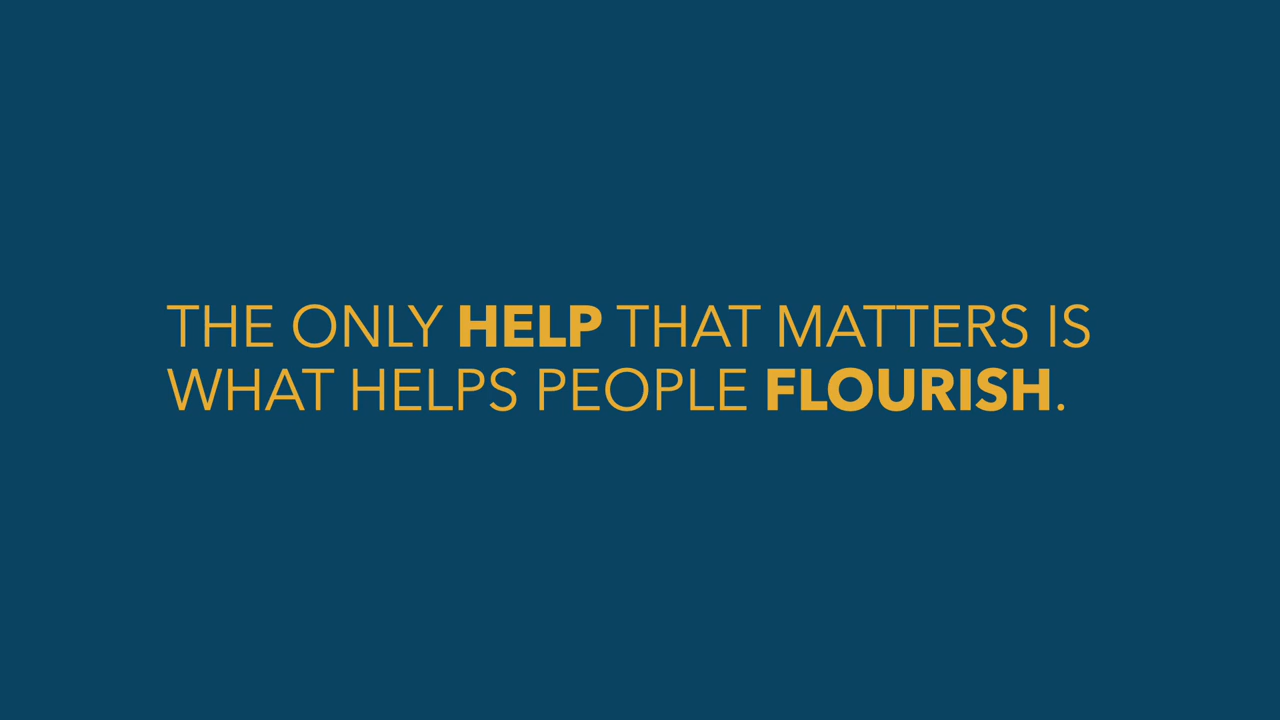 THE ONLY HELP THAT MATTERS IS
WHAT HELPS PEOPLE FLOURISH.